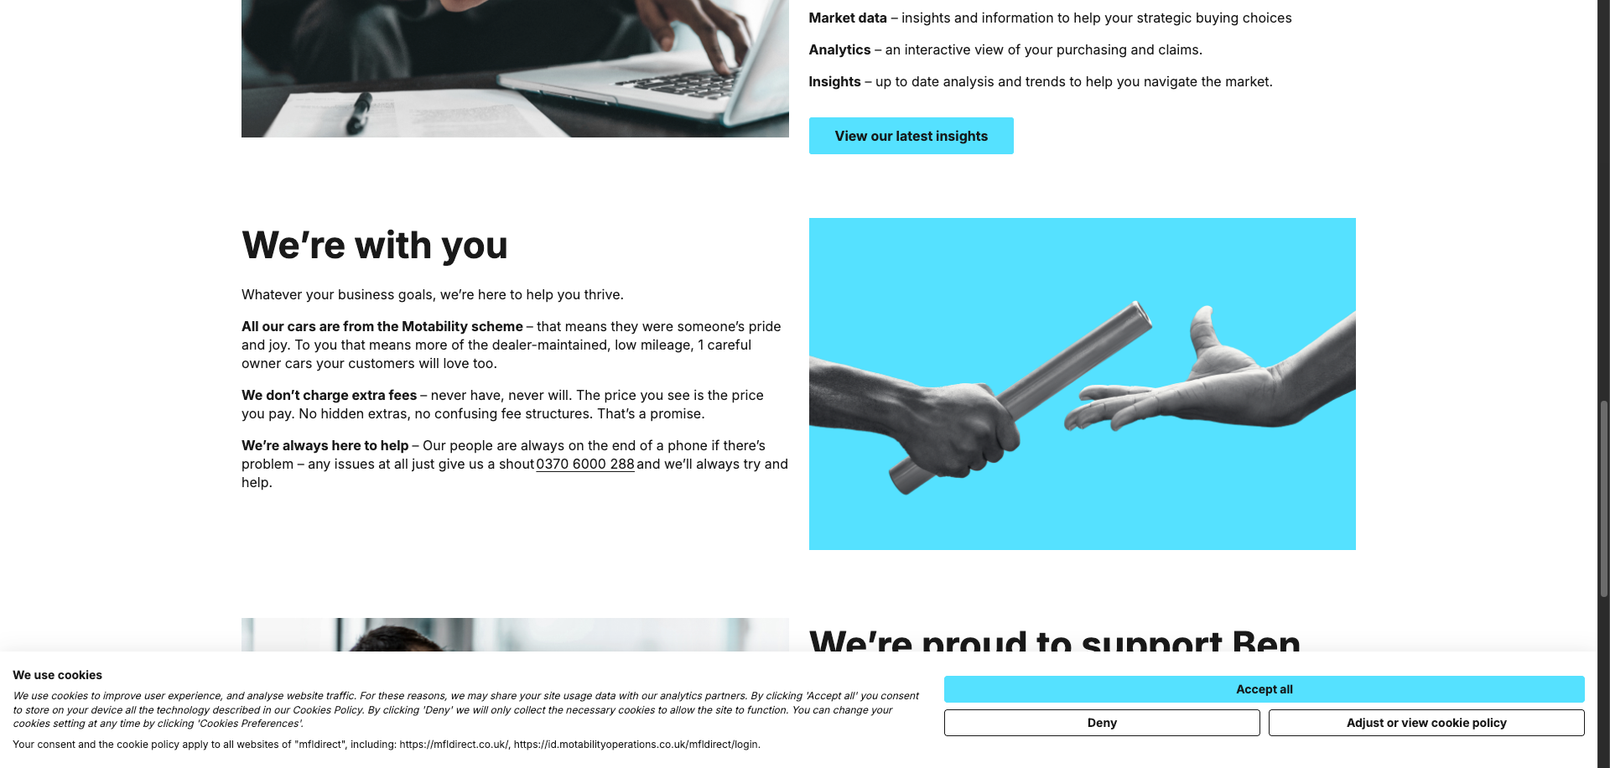 Market data – insights and information to help your strategic buying choices
Analytics – an interactive view of your purchasing and claims.
Insights – up to date analysis and trends to help you navigate the market.
View our latest insights
We’re with you
Whatever your business goals, we’re here to help you thrive.
All our cars are from the Motability scheme – that means they were someone’s pride
and joy. To you that means more of the dealer-maintained, low mileage, 1 careful
owner cars your customers will love too.
We don’t charge extra fees – never have, never will. The price you see is the price
you pay. No hidden extras, no confusing fee structures. That’s a promise.
We’re always here to help – Our people are always on the end of a phone if there’s
problem – any issues at all just give us a shout 0370 6000 288 and we’ll always try and
help.
We’re proud to support Ben
We use cookies
We use cookies to improve user experience, and analyse website traffic. For these reasons, we may share your site usage data with our analytics partners. By clicking 'Accept all' you consent
to store on your device all the technology described in our Cookies Policy. By clicking 'Deny' we will only collect the necessary cookies to allow the site to function. You can change your
cookies setting at any time by clicking 'Cookies Preferences'.
Your consent and the cookie policy apply to all websites of "mfldirect", including: https://mfldirect.co.uk/, https://id.motabilityoperations.co.uk/mfldirect/login.
Accept all
Deny
Adjust or view cookie policy